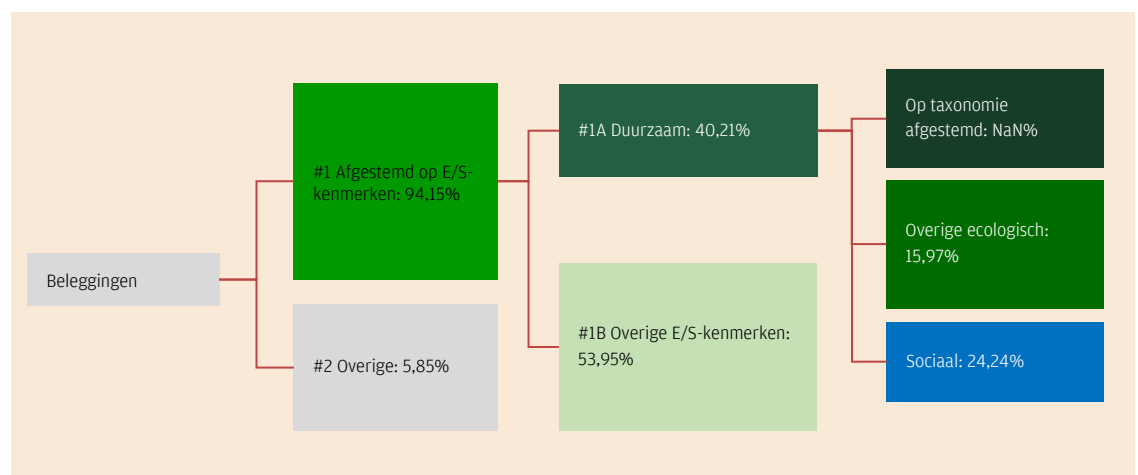 Beleggingen
#1 Afgestemd op E/S-
kenmerken: 94,15%
#2 Overige: 5,85%
#1A Duurzaam: 40,21%
#1B Overige E/S-kenmerken:
53,95%
Op taxonomie
afgestemd: NaN%
Overige ecologisch:
15,97%
Sociaal: 24,24%